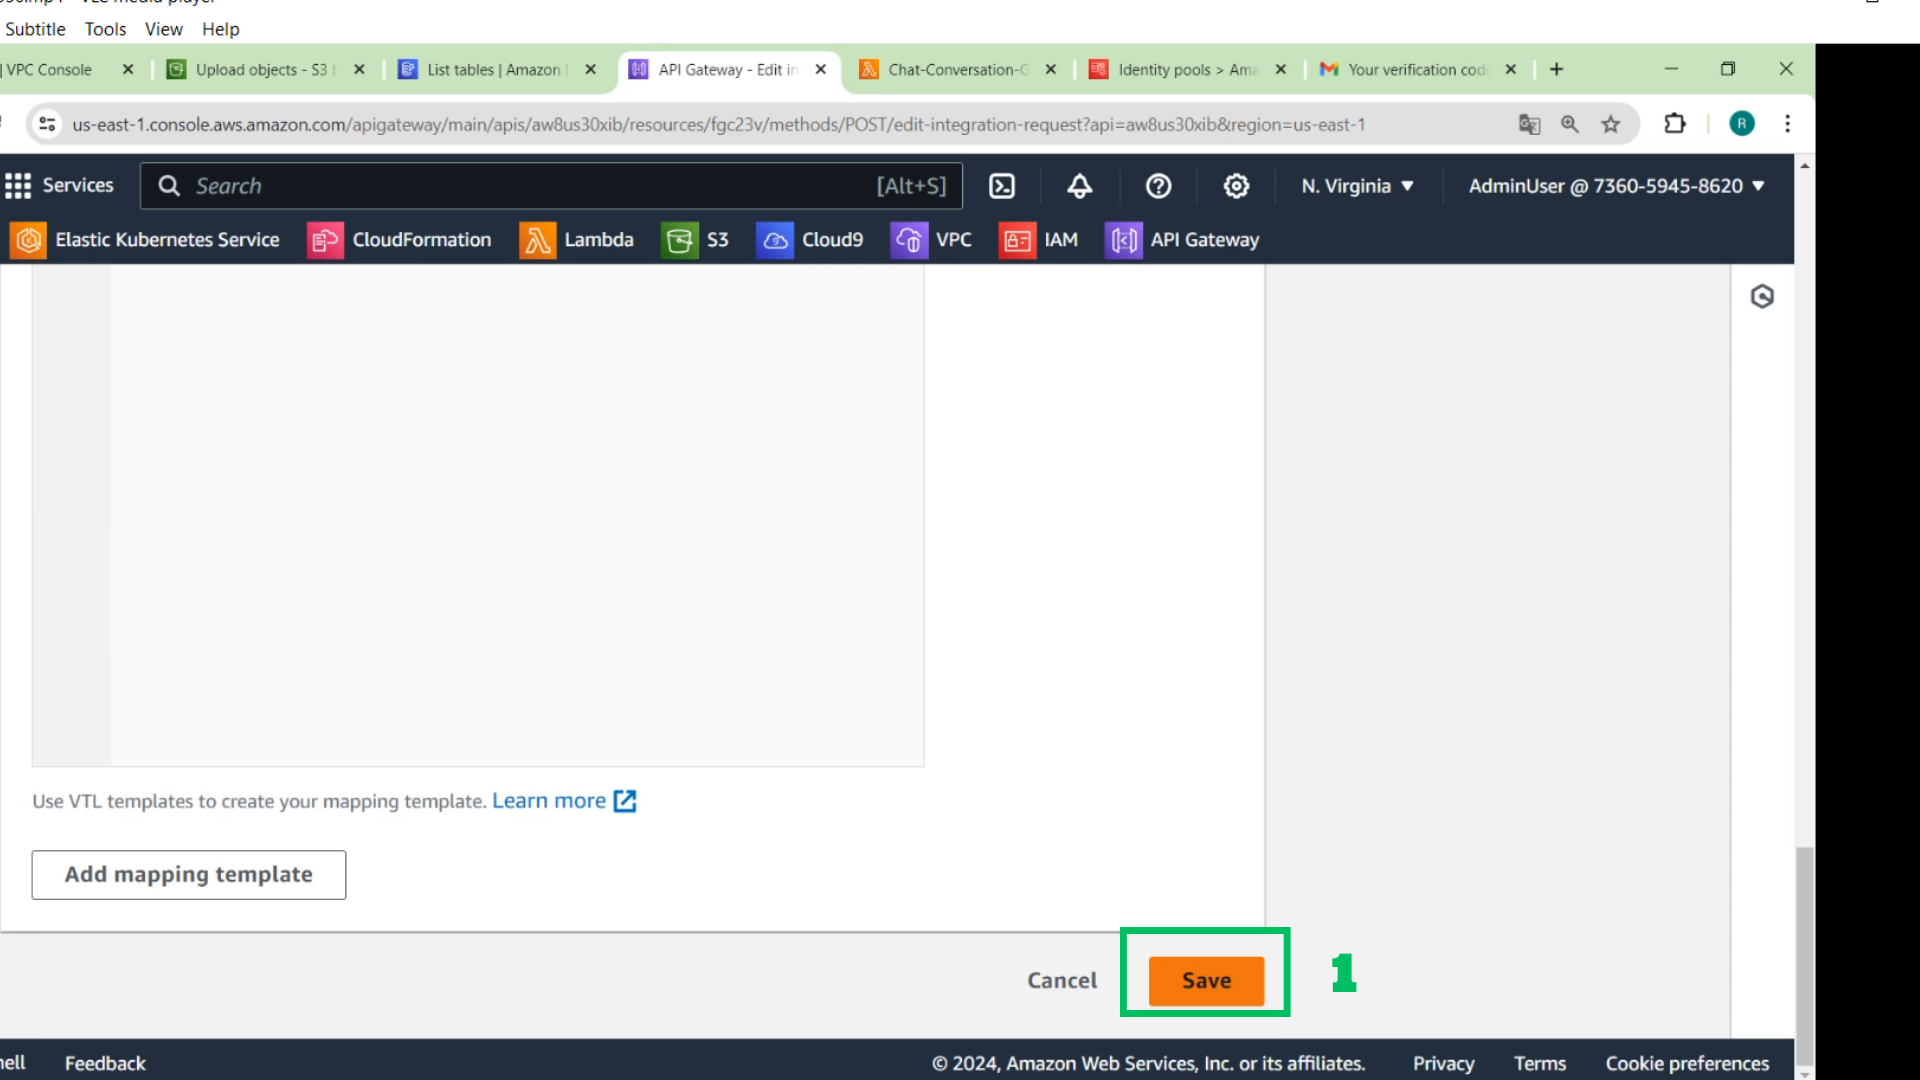 Subtitle Tools View Help
VPC Console
Upload objects - S3
List tables | Amazon
API Gateway - Edit in
Chat-Conversation-G
Identity pools > Ama
Your verification cod
us-east-1.console.aws.amazon.com/apigateway/main/apis/aw8us30xib/resources/fgc23v/methods/POST/edit-integration-request?api=aw8us30xib&region=us-east-1
R
Services
Search
[Alt+S]
N. Virginia
AdminUser @ 7360-5945-8620
Elastic Kubernetes Service
CloudFormation
Lambda
S3
Cloud9
VPC
IAM
API Gateway
Use VTL templates to create your mapping template. Learn more
Add mapping template
Cancel
Save
1
Feedback
© 2024, Amazon Web Services, Inc. or its affiliates.
Privacy
Terms
Cookie preferences